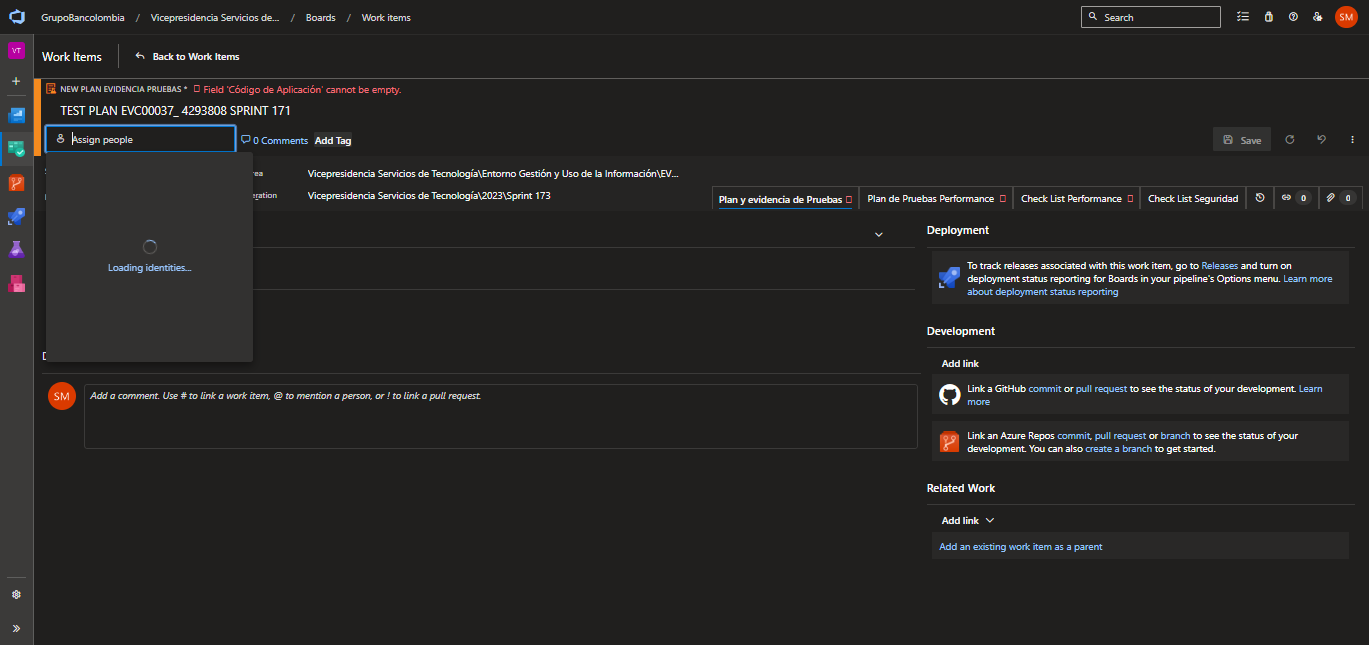 GrupoBancolombia / Vicepresidencia Servicios de... / Boards / Work items
Search
SM
VT
Work Items
Back to Work Items
NEW PLAN EVIDENCIA PRUEBAS * Field 'Código de Aplicación' cannot be empty.
TEST PLAN EVC00037_ 4293808 SPRINT 171
Assign people
0 Comments
Add Tag
Save
rea
Vicepresidencia Servicios de Tecnología\Entorno Gestión y Uso de la Información\EV...
eration
Vicepresidencia Servicios de Tecnología\2023\Sprint 173
Plan y evidencia de Pruebas
Plan de Pruebas Performance
Check List Performance
Check List Seguridad
0
0
Loading identities...
D
SM
Add a comment. Use # to link a work item, @ to mention a person, or ! to link a pull request.
Deployment
To track releases associated with this work item, go to Releases and turn on
deployment status reporting for Boards in your pipeline's Options menu. Learn more
about deployment status reporting
Development
Add link
Link a GitHub commit or pull request to see the status of your development. Learn
more
Link an Azure Repos commit, pull request or branch to see the status of your
development. You can also create a branch to get started.
Related Work
Add link
Add an existing work item as a parent